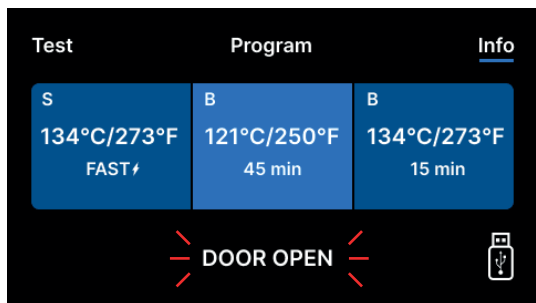 Test Program Info
S B B
134°C/273°F 121°C/250°F 134°C/273°F
FAST⚡ 45 min 15 min
DOOR OPEN